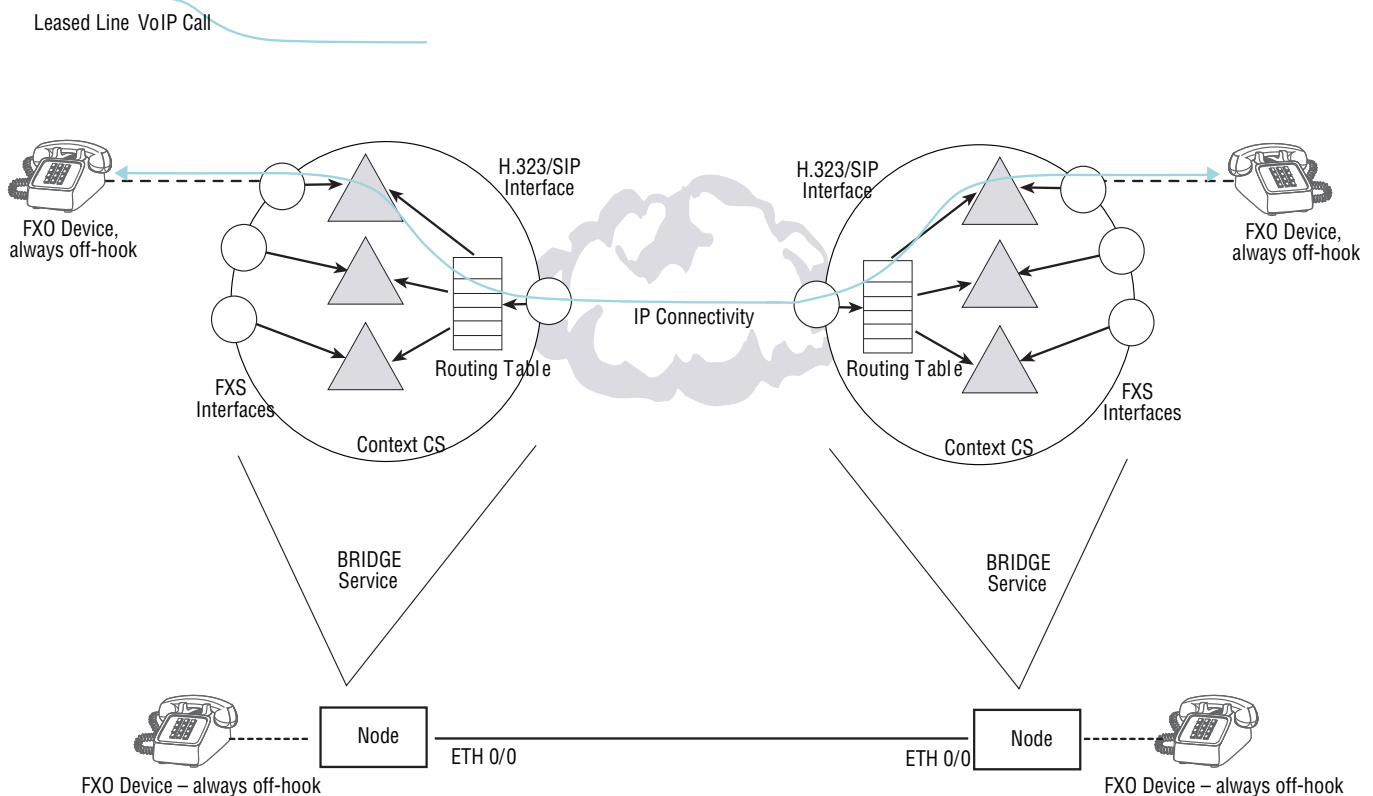 Leased Line VoIP Call
H.323/SIP
Interface
H.323/SIP
Interface
FXO Device,
always off-hook
FXO Device,
always off-hook
IP Connectivity
Routing Table
Routing Table
FXS
Interfaces
FXS
Interfaces
Context CS
Context CS
BRIDGE
Service
BRIDGE
Service
Node
Node
ETH 0/0
ETH 0/0
FXO Device – always off-hook
FXO Device – always off-hook